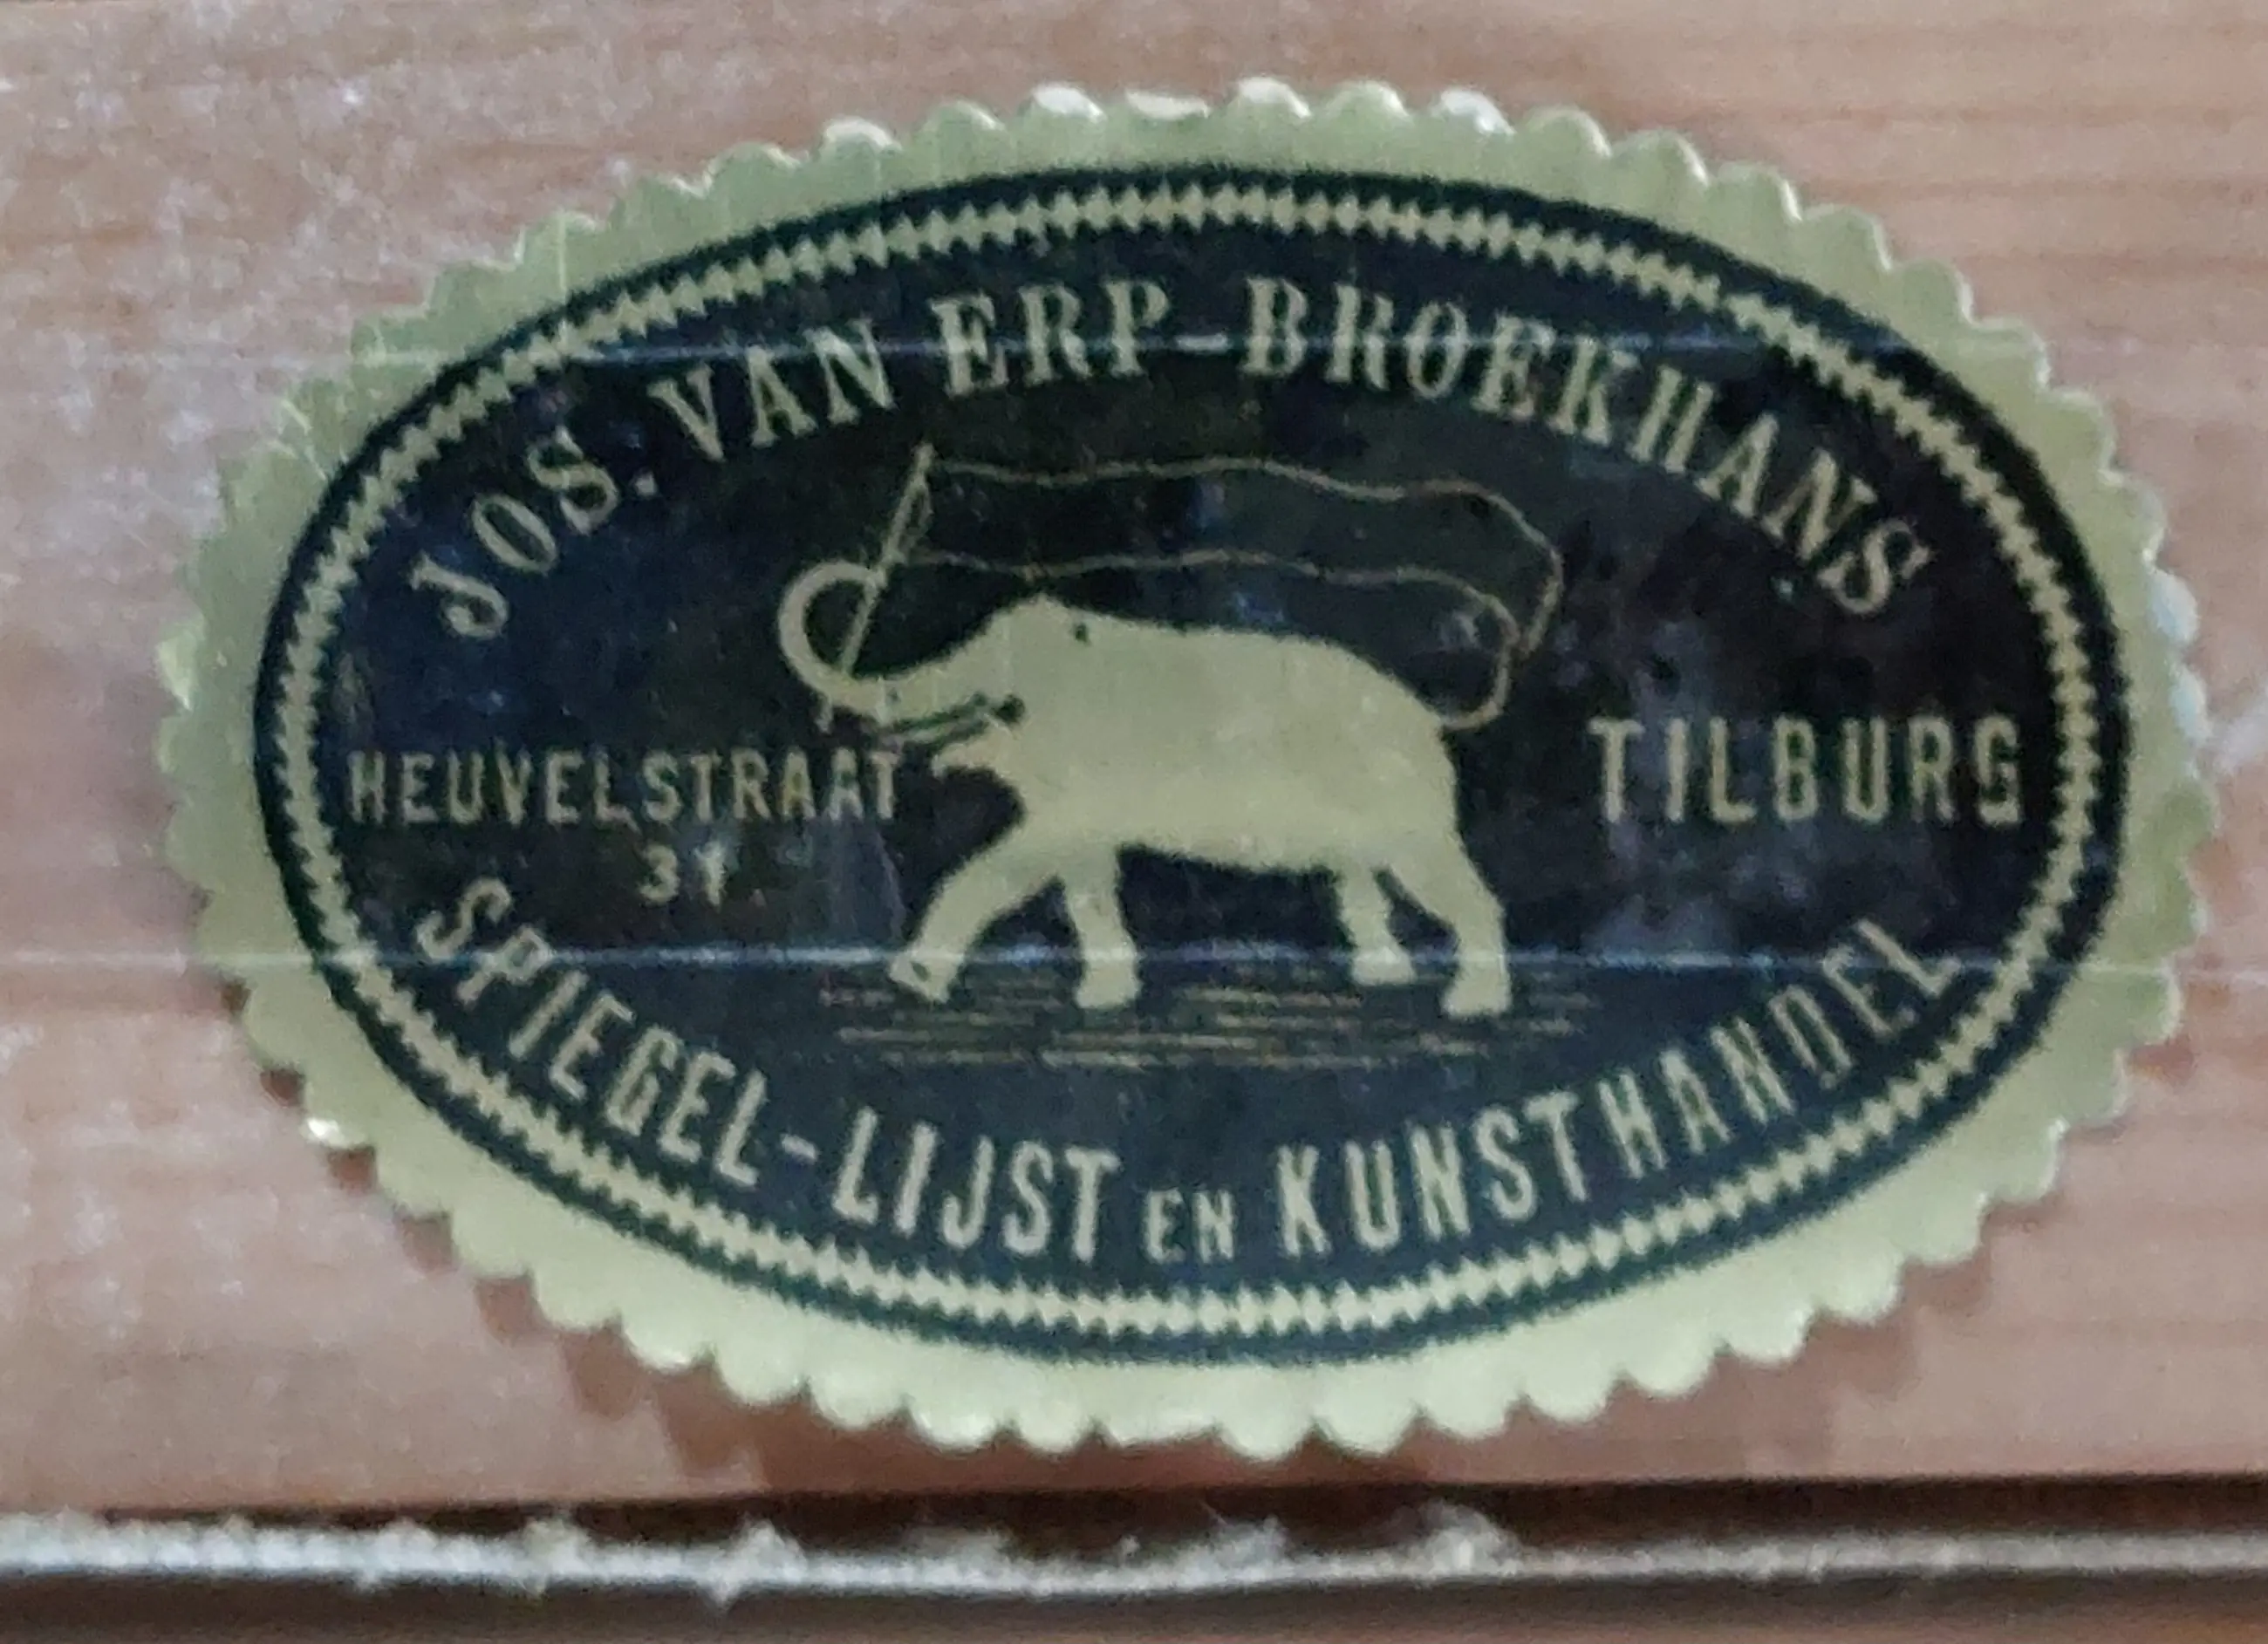 JOS. VAN ERP-BROEKHANS
HEUVELSTRAAT
31
TILBURG
SPIEGEL-LIJST EN KUNSTHANDEL